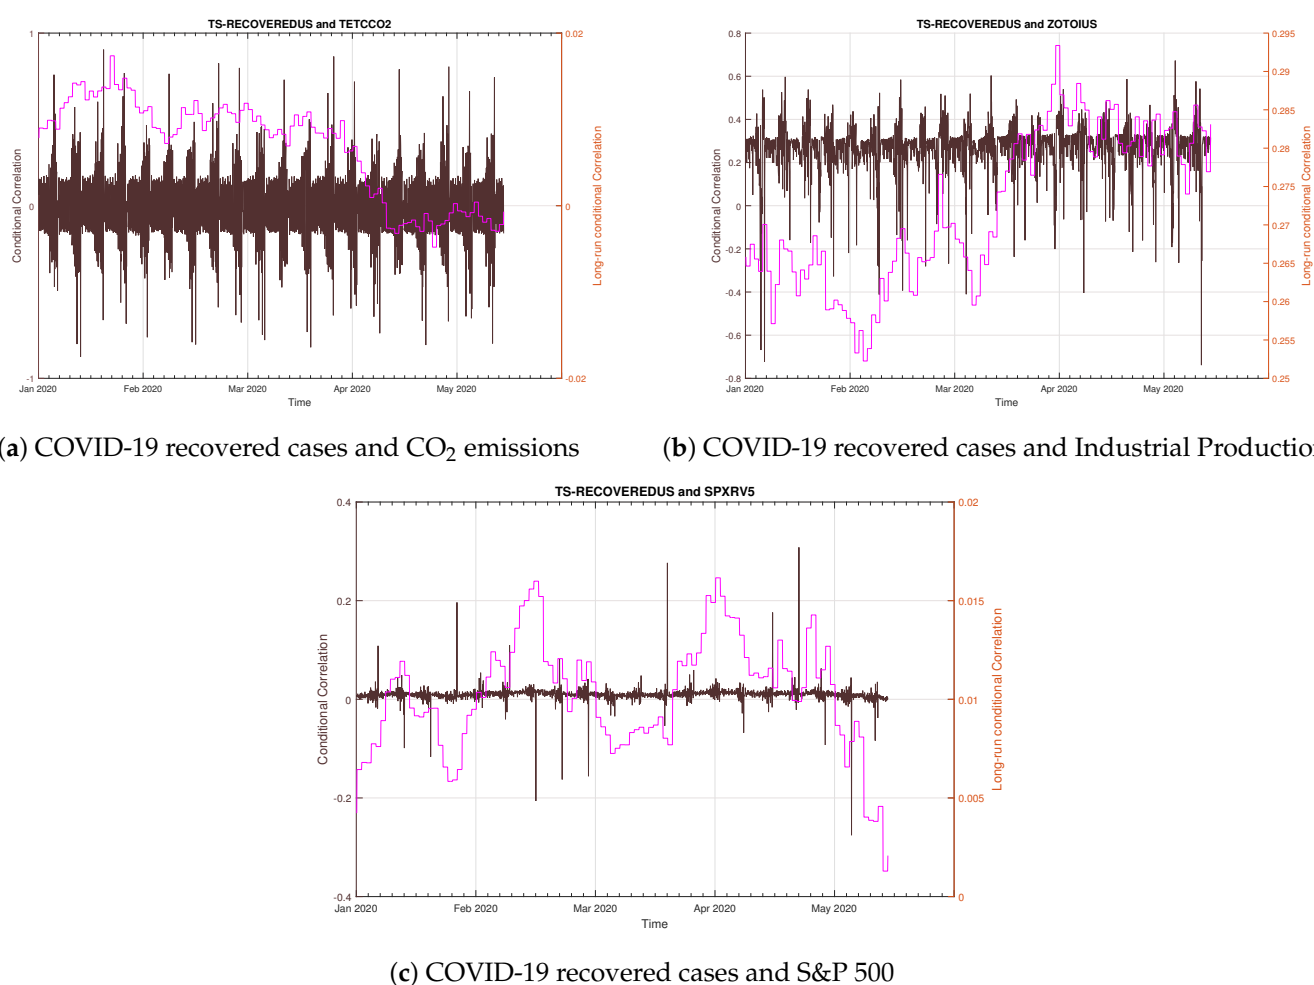 TS-RECOVEREDUS and TETCCO2
1
0
-1
Conditional Correlation
0.02
0
-0.02
Long-run conditional Correlation
Jan 2020 Feb 2020 Mar 2020 Apr 2020 May 2020
Time
(a) COVID-19 recovered cases and CO2 emissions
TS-RECOVEREDUS and ZOTOIUS
0.8
0.6
0.4
0.2
0
-0.2
-0.4
-0.6
-0.8
Conditional Correlation
0.295
0.29
0.285
0.28
0.275
0.27
0.265
0.26
0.255
0.25
Long-run conditional Correlation
Jan 2020 Feb 2020 Mar 2020 Apr 2020 May 2020
Time
(b) COVID-19 recovered cases and Industrial Production
TS-RECOVEREDUS and SPXRV5
0.4
0.2
0
-0.2
-0.4
Conditional Correlation
0.02
0.015
0.01
0.005
0
Long-run conditional Correlation
Jan 2020 Feb 2020 Mar 2020 Apr 2020 May 2020
Time
(c) COVID-19 recovered cases and S&P 500